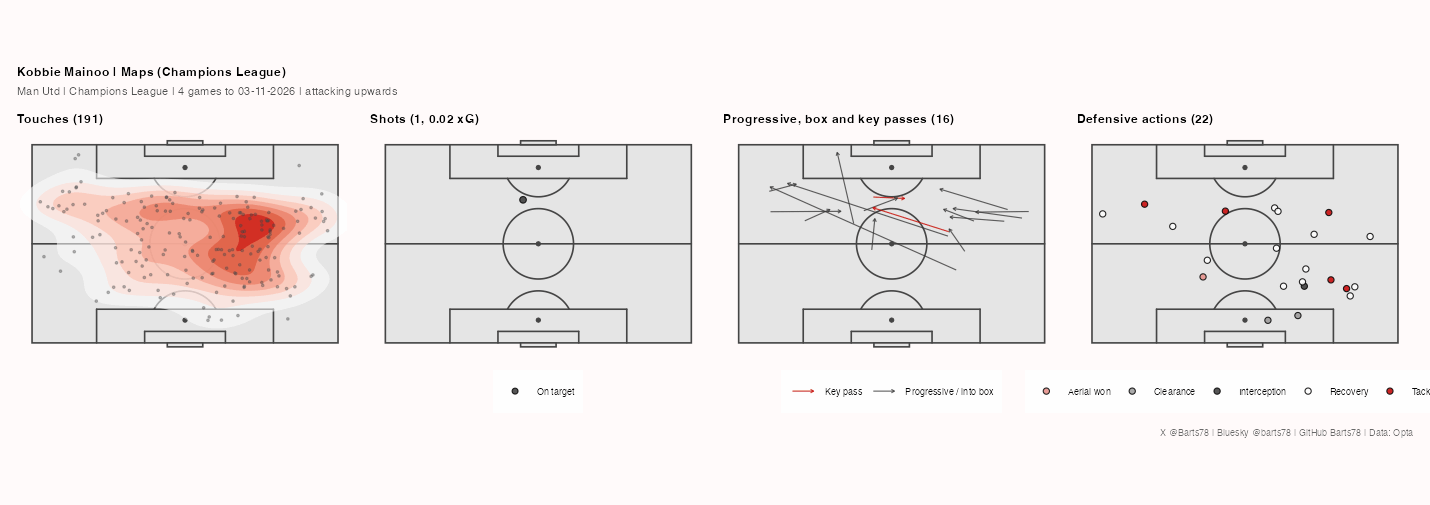 Kobbie Mainoo | Maps (Champions League)
Man Utd | Champions League | 4 games to 03-11-2026 | attacking upwards
Touches (191)
Shots (1, 0.02 xG)
Progressive, box and key passes (16)
Defensive actions (22)
On target
Key pass
Progressive / into box
Aerial won
Clearance
Interception
Recovery
Tack
X @Barts78 | Bluesky @barts78 | GitHub Barts78 | Data: Opta